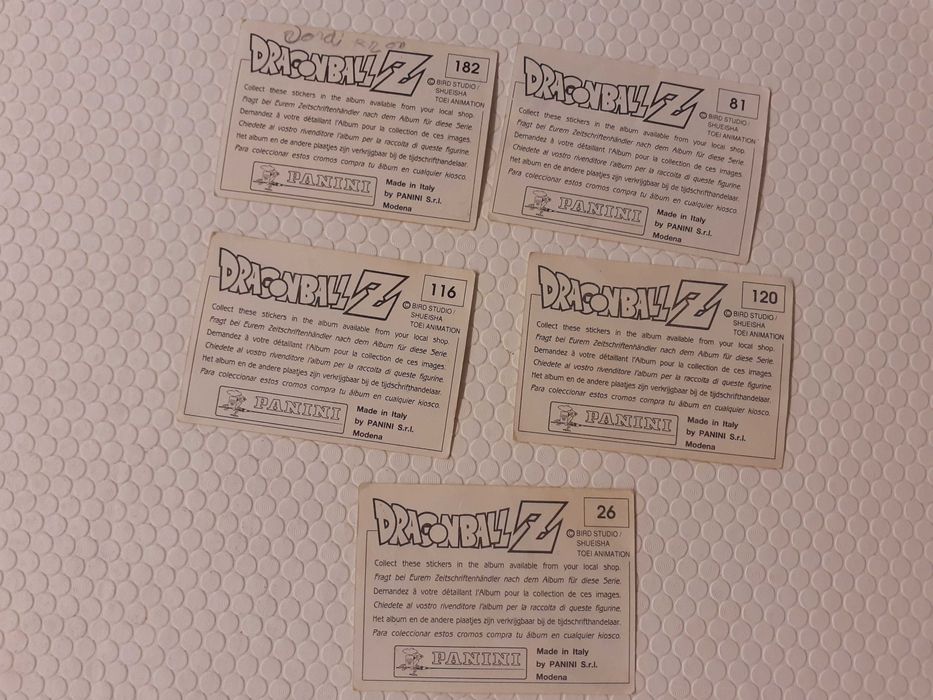 DRAGONBALL Z
182
© BIRD STUDIO /
SHUEISHA
TOEI ANIMATION
Collect these stickers in the album available from your local shop.
Fragt bei Eurem Zeitschriftenhändler nach dem Album für diese Serie.
Demandez à votre détaillant l'Album pour la collection de ces images.
Chiedete al vostro rivenditore l'album per la raccolta di queste figurine.
Het album en de andere plaatjes zijn verkrijgbaar bij de tijdschrifthandelaar.
Para coleccionar estos cromos compra tu álbum en cualquier kiosco.
PANINI
Made in Italy
by PANINI S.r.l.
Modena
DRAGONBALL Z
81
© BIRD STUDIO /
SHUEISHA
TOEI ANIMATION
Collect these stickers in the album available from your local shop.
Fragt bei Eurem Zeitschriftenhändler nach dem Album für diese Serie.
Demandez à votre détaillant l'Album pour la collection de ces images.
Chiedete al vostro rivenditore l'album per la raccolta di queste figurine.
Het album en de andere plaatjes zijn verkrijgbaar bij de tijdschrifthandelaar.
Para coleccionar estos cromos compra tu álbum en cualquier kiosco.
PANINI
Made in Italy
by PANINI S.r.l.
Modena
DRAGONBALL Z
116
© BIRD STUDIO /
SHUEISHA
TOEI ANIMATION
Collect these stickers in the album available from your local shop.
Fragt bei Eurem Zeitschriftenhändler nach dem Album für diese Serie.
Demandez à votre détaillant l'Album pour la collection de ces images.
Chiedete al vostro rivenditore l'album per la raccolta di queste figurine.
Het album en de andere plaatjes zijn verkrijgbaar bij de tijdschrifthandelaar.
Para coleccionar estos cromos compra tu álbum en cualquier kiosco.
PANINI
Made in Italy
by PANINI S.r.l.
Modena
DRAGONBALL Z
120
© BIRD STUDIO /
SHUEISHA
TOEI ANIMATION
Collect these stickers in the album available from your local shop.
Fragt bei Eurem Zeitschriftenhändler nach dem Album für diese Serie.
Demandez à votre détaillant l'Album pour la collection de ces images.
Chiedete al vostro rivenditore l'album per la raccolta di queste figurine.
Het album en de andere plaatjes zijn verkrijgbaar bij de tijdschrifthandelaar.
Para coleccionar estos cromos compra tu álbum en cualquier kiosco.
PANINI
Made in Italy
by PANINI S.r.l.
Modena
DRAGONBALL Z
26
© BIRD STUDIO /
SHUEISHA
TOEI ANIMATION
Collect these stickers in the album available from your local shop.
Fragt bei Eurem Zeitschriftenhändler nach dem Album für diese Serie.
Demandez à votre détaillant l'Album pour la collection de ces images.
Chiedete al vostro rivenditore l'album per la raccolta di queste figurine.
Het album en de andere plaatjes zijn verkrijgbaar bij de tijdschrifthandelaar.
Para coleccionar estos cromos compra tu álbum en cualquier kiosco.
PANINI
Made in Italy
by PANINI S.r.l.
Modena